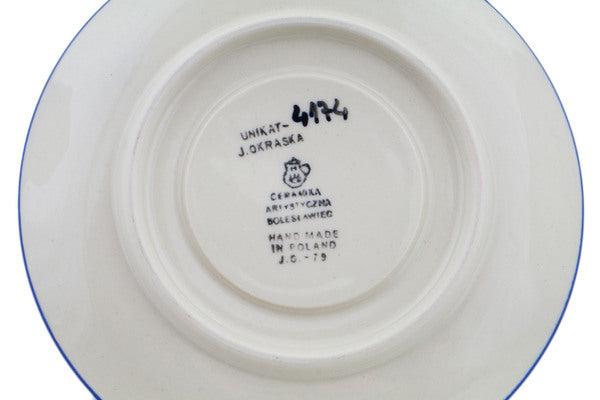 UNIKAT- 4174
J. OKRASKA
CERAMIKA
ARTYSTYCZNA
BOLESŁAWIEC
HAND MADE
IN POLAND
J.O.-79